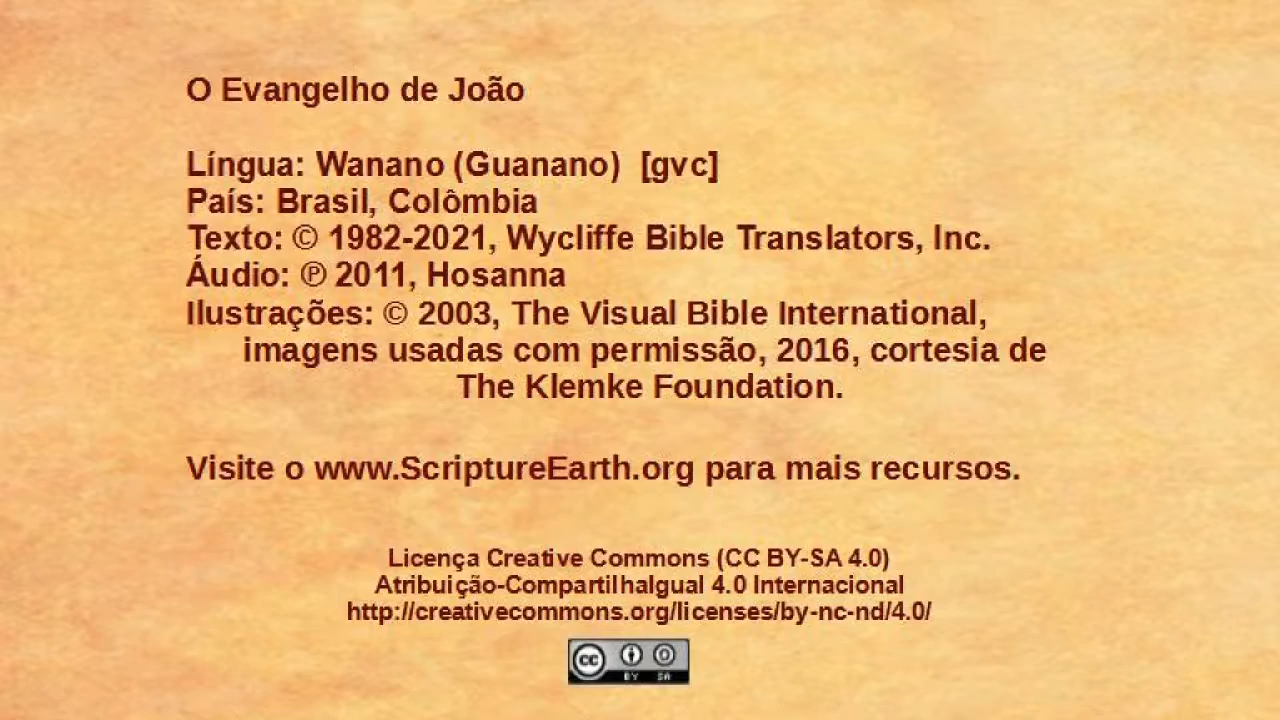 O Evangelho de João
Língua: Wanano (Guanano) [gvc]
País: Brasil, Colômbia
Texto: © 1982-2021, Wycliffe Bible Translators, Inc.
Áudio: ℗ 2011, Hosanna
Ilustrações: © 2003, The Visual Bible International,
imagens usadas com permissão, 2016, cortesia de
The Klemke Foundation.
Visite o www.ScriptureEarth.org para mais recursos.
Licença Creative Commons (CC BY-SA 4.0)
Atribuição-CompartilhaIgual 4.0 Internacional
http://creativecommons.org/licenses/by-nc-nd/4.0/
cc BY SA